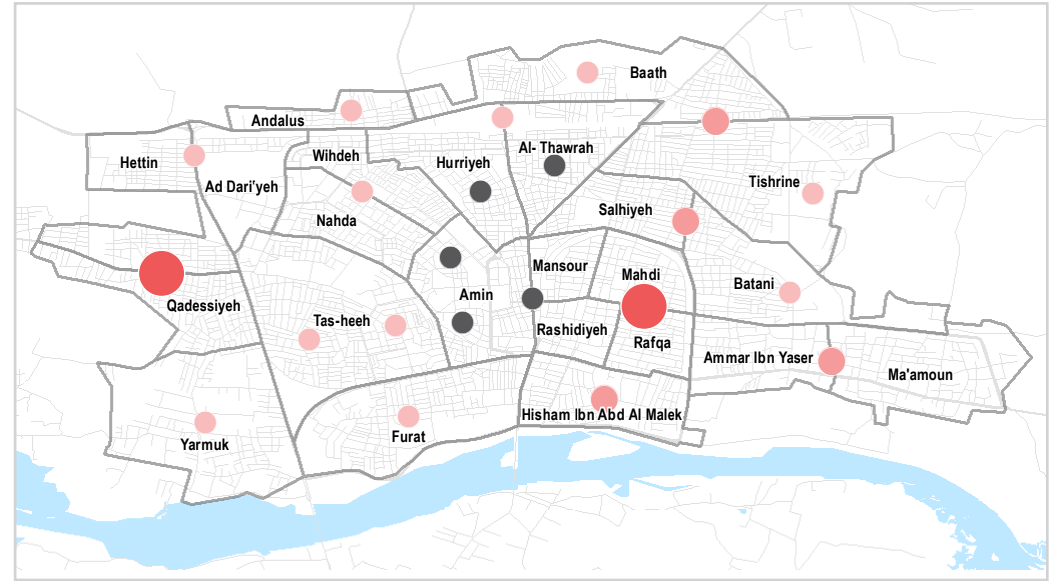 Baath
Andalus
Al- Thawrah
Hettin
Wihdeh
Hurriyeh
Ad Dari'yeh
Tishrine
Nahda
Salhiyeh
Mansour
Mahdi
Batani
Amin
Qadessiyeh
Tas-heeh
Rashidiyeh
Rafqa
Ammar Ibn Yaser
Ma'amoun
Hisham Ibn Abd Al Malek
Furat
Yarmuk